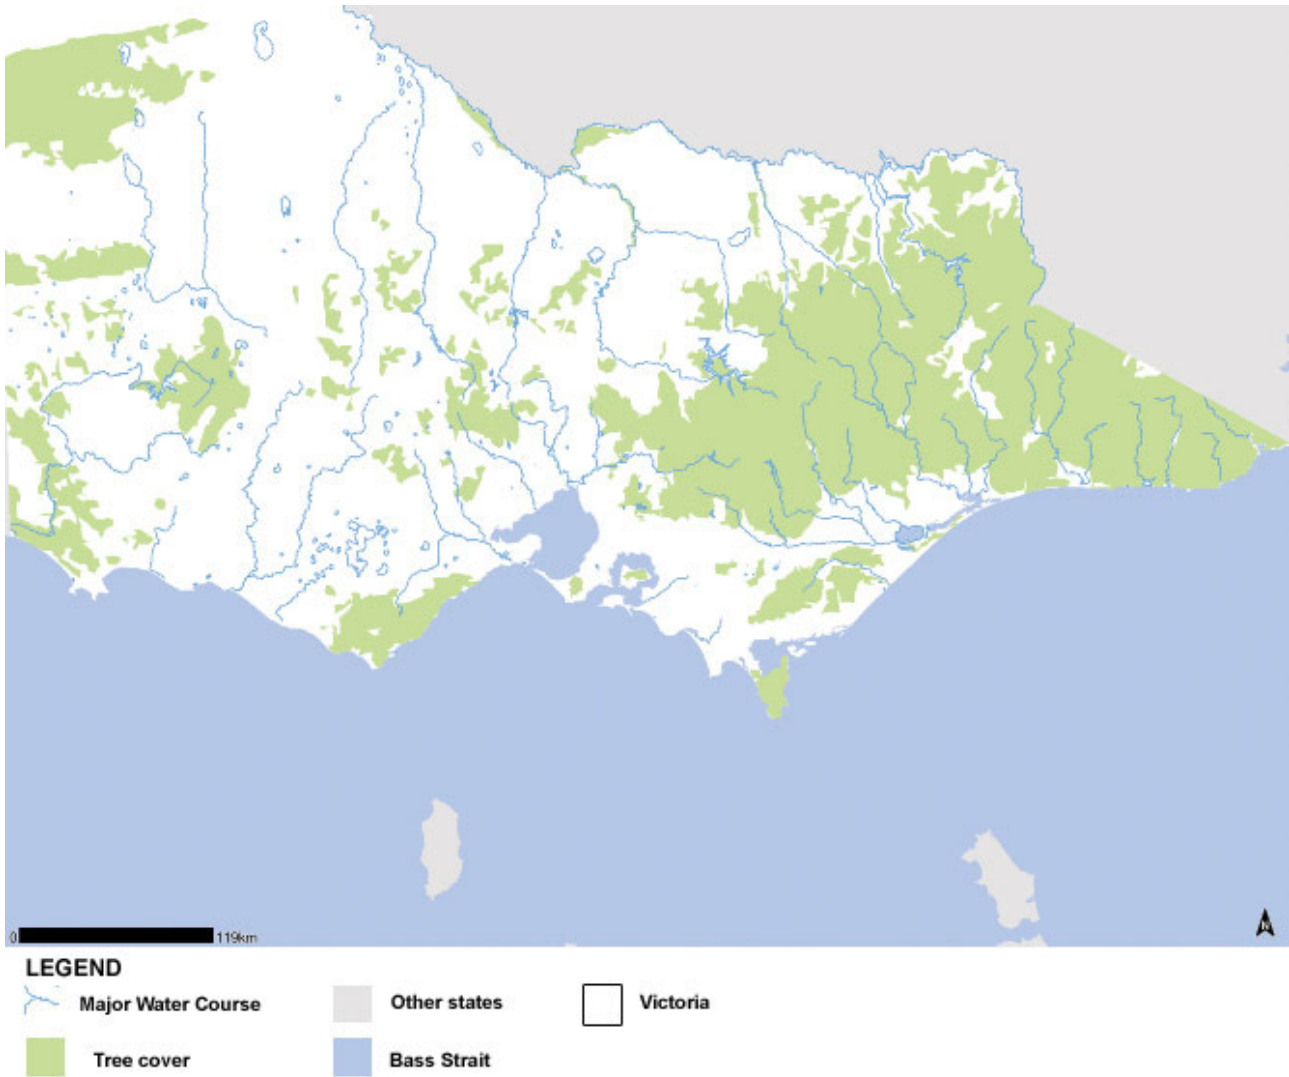 0 119km
N
LEGEND
Major Water Course
Other states
Victoria
Tree cover
Bass Strait